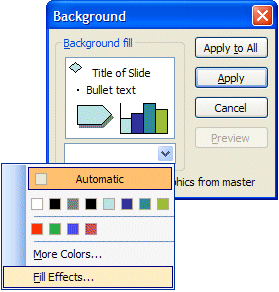 Background
Background fill
Title of Slide
• Bullet text
Apply to All
Apply
Cancel
Preview
Automatic
More Colors...
Fill Effects...
hics from master